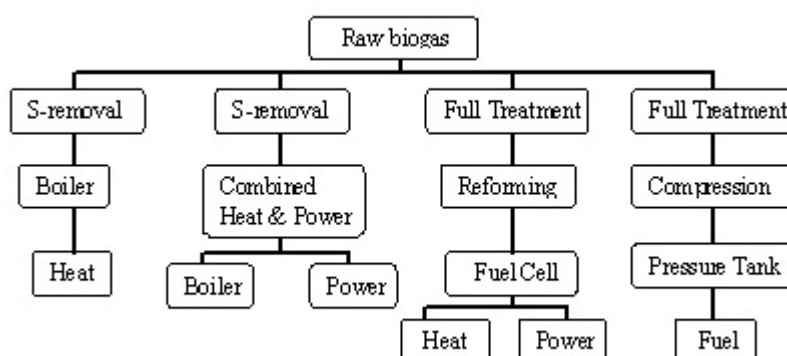 Raw biogas
S-removal
S-removal
Full Treatment
Full Treatment
Boiler
Combined
Heat & Power
Reforming
Compression
Heat
Boiler
Power
Fuel Cell
Pressure Tank
Heat
Power
Fuel